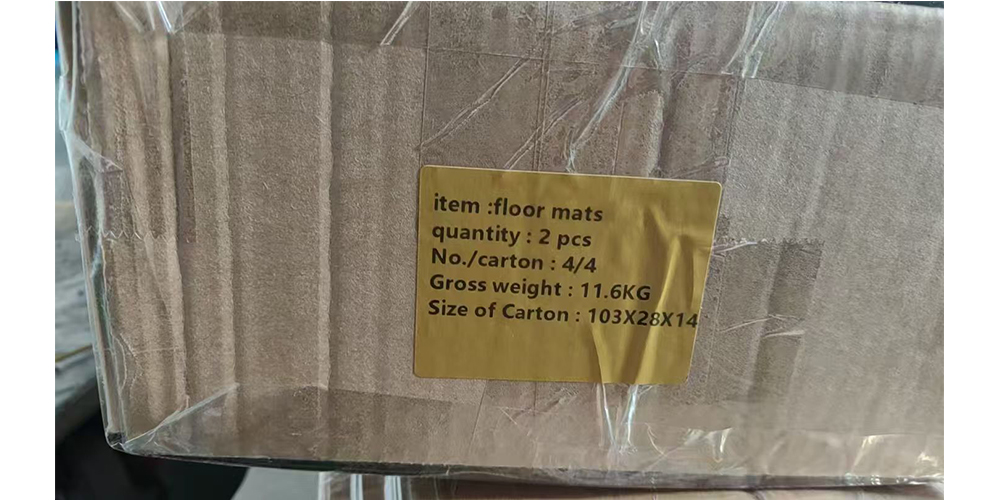 item :floor mats
quantity : 2 pcs
No./carton : 4/4
Gross weight : 11.6KG
Size of Carton : 103X28X14